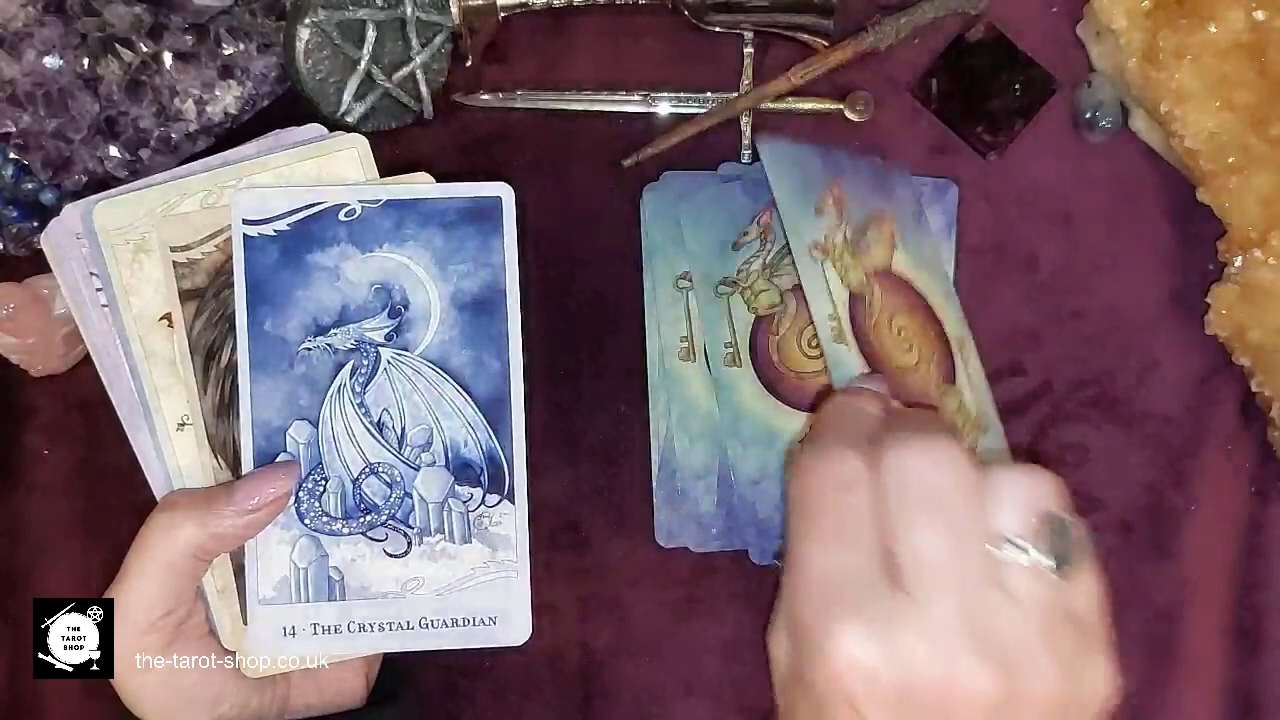 14 · The Crystal Guardian
THE
TAROT
SHOP
the-tarot-shop.co.uk